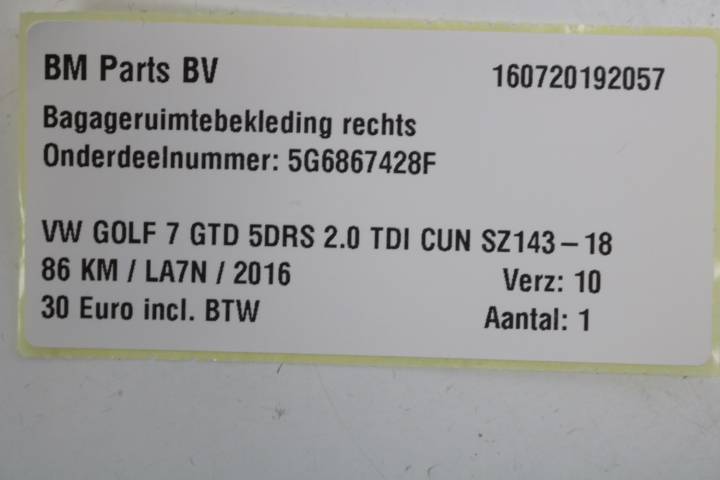 BM Parts BV 160720192057
Bagageruimtebekleding rechts
Onderdeelnummer: 5G6867428F
VW GOLF 7 GTD 5DRS 2.0 TDI CUN SZ143-18
86 KM / LA7N / 2016 Verz: 10
30 Euro incl. BTW Aantal: 1